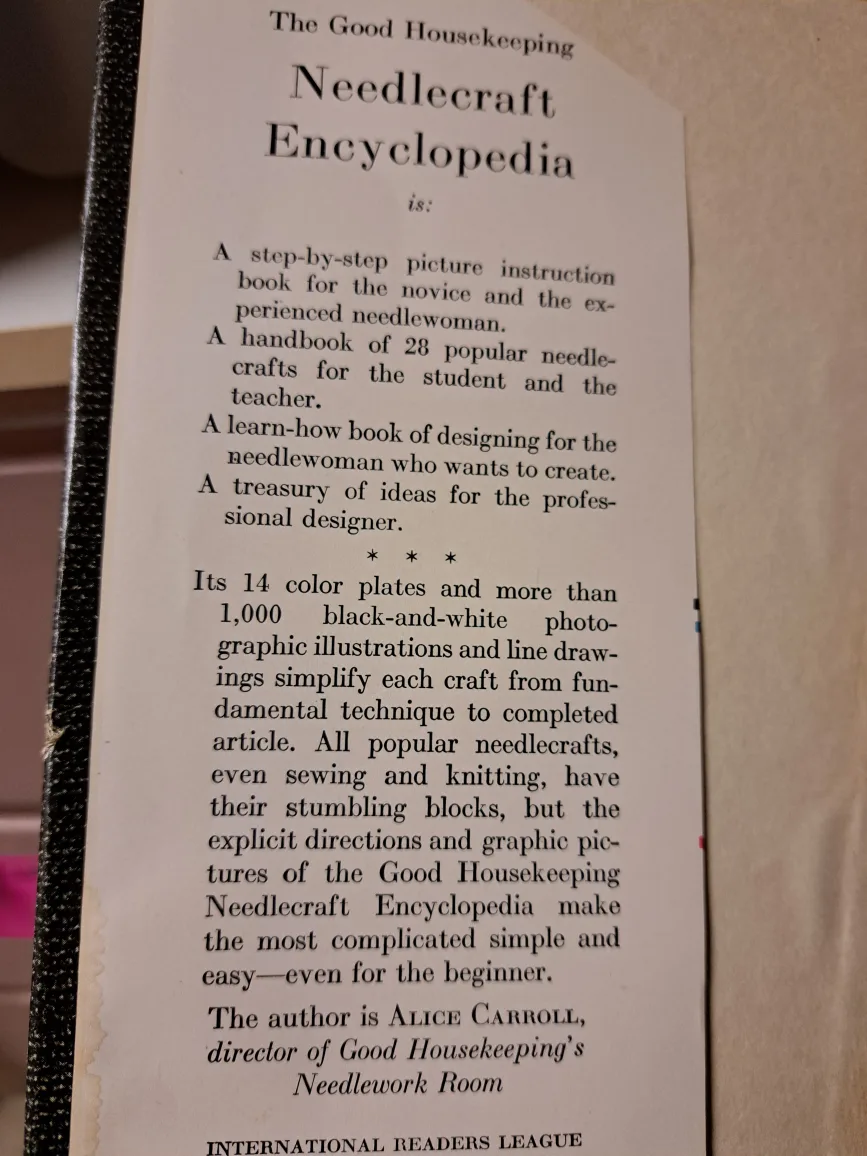 The Good Housekeeping
Needlecraft
Encyclopedia
is:
A step-by-step picture instruction
book for the novice and the ex-
perienced needlewoman.
A handbook of 28 popular needle-
crafts for the student and the
teacher.
A learn-how book of designing for the
needlewoman who wants to create.
A treasury of ideas for the profes-
sional designer.
* * *
Its 14 color plates and more than
1,000 black-and-white photo-
graphic illustrations and line draw-
ings simplify each craft from fun-
damental technique to completed
article. All popular needlecrafts,
even sewing and knitting, have
their stumbling blocks, but the
explicit directions and graphic pic-
tures of the Good Housekeeping
Needlecraft Encyclopedia make
the most complicated simple and
easy—even for the beginner.
The author is ALICE CARROLL,
director of Good Housekeeping's
Needlework Room
INTERNATIONAL READERS LEAGUE